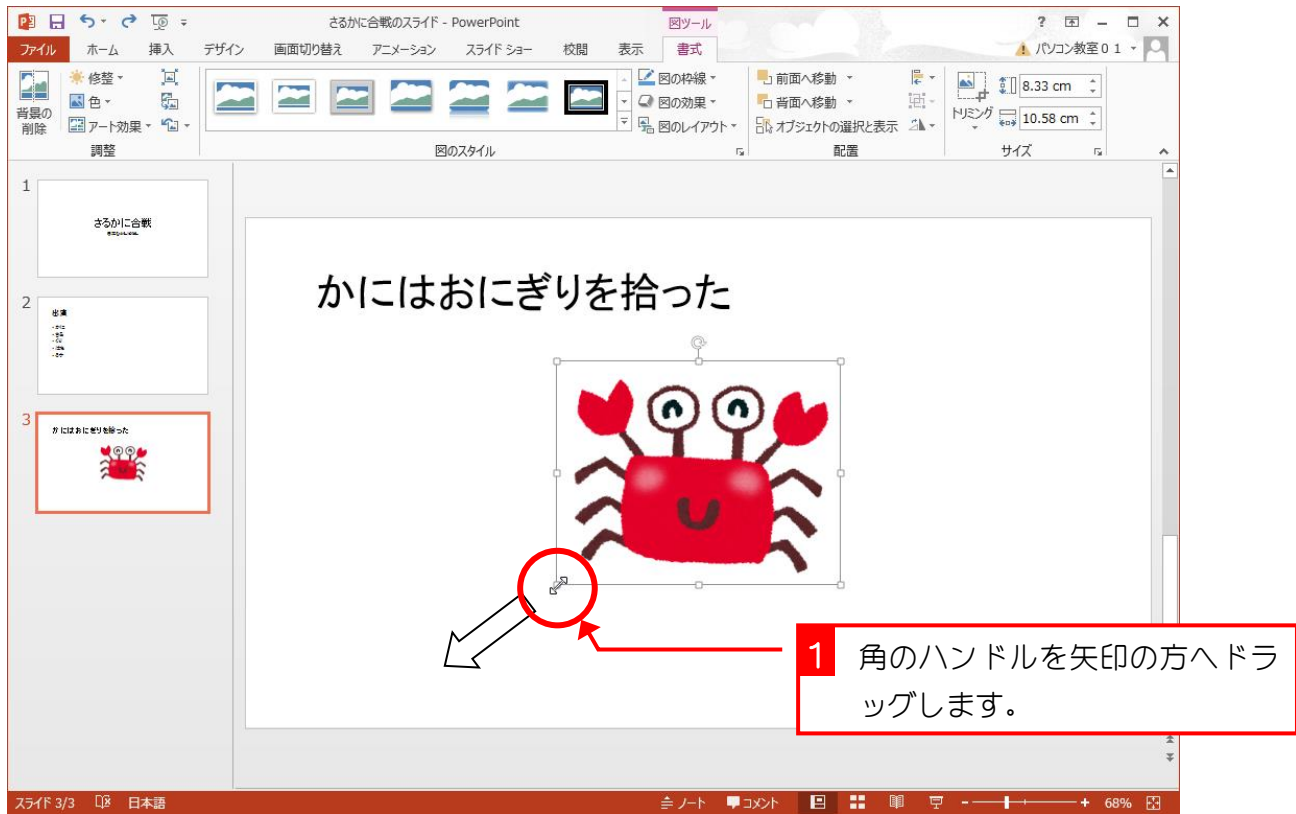 さるかに合戦のスライド - PowerPoint
図ツール
ファイル ホーム 挿入 デザイン 画面切り替え アニメーション スライド ショー 校閲 表示 書式
パソコン教室０１
背景の
削除
修整
色
アート効果
調整
図のスタイル
図の枠線
図の効果
図のレイアウト
前面へ移動
背面へ移動
オブジェクトの選択と表示
配置
トリミング
8.33 cm
10.58 cm
サイズ
1
さるかに合戦
2
出演
3
かにはおにぎりを拾った
かにはおにぎりを拾った
1 角のハンドルを矢印の方へドラ
ッグします。
スライド 3/3 日本語 ノート コメント 68%